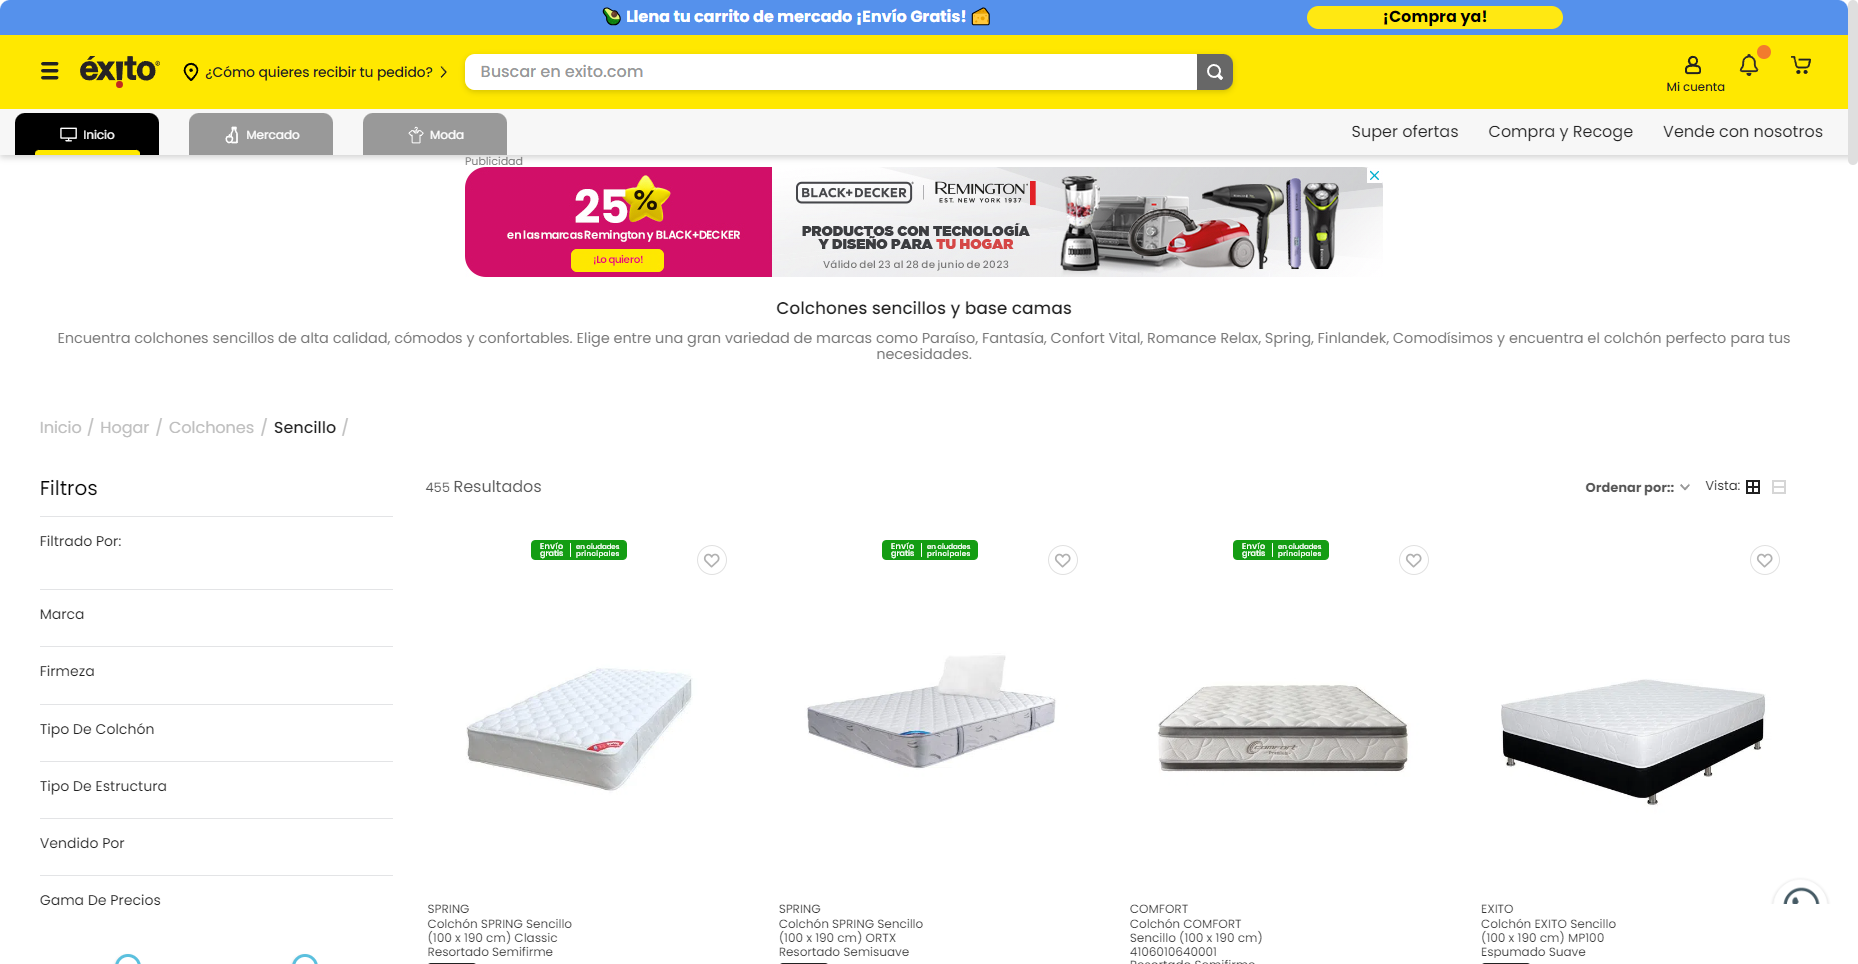 Llena tu carrito de mercado ¡Envío Gratis!
¡Compra ya!
éxito
¿Cómo quieres recibir tu pedido?
Buscar en exito.com
Mi cuenta
Inicio
Mercado
Moda
Super ofertas
Compra y Recoge
Vende con nosotros
Publicidad
25%
en las marcas Remington y BLACK+DECKER
¡Lo quiero!
BLACK+DECKER
REMINGTON
EST. NEW YORK 1937
PRODUCTOS CON TECNOLOGÍA
Y DISEÑO PARA TU HOGAR
Válido del 23 al 28 de junio de 2023
Colchones sencillos y base camas
Encuentra colchones sencillos de alta calidad, cómodos y confortables. Elige entre una gran variedad de marcas como Paraíso, Fantasía, Confort Vital, Romance Relax, Spring, Finlandek, Comodísimos y encuentra el colchón perfecto para tus
necesidades.
Inicio / Hogar / Colchones / Sencillo /
Filtros
455 Resultados
Ordenar por::
Vista:
Filtrado Por:
Marca
Firmeza
Tipo De Colchón
Tipo De Estructura
Vendido Por
Gama De Precios
Envío gratis | en ciudades principales
Envío gratis | en ciudades principales
Envío gratis | en ciudades principales
SPRING
Colchón SPRING Sencillo
(100 x 190 cm) Classic
Resortado Semifirme
SPRING
Colchón SPRING Sencillo
(100 x 190 cm) ORTX
Resortado Semisuave
COMFORT
Colchón COMFORT
Sencillo (100 x 190 cm)
4106010640001
Resortado Semifirme
EXITO
Colchón EXITO Sencillo
(100 x 190 cm) MP100
Espumado Suave